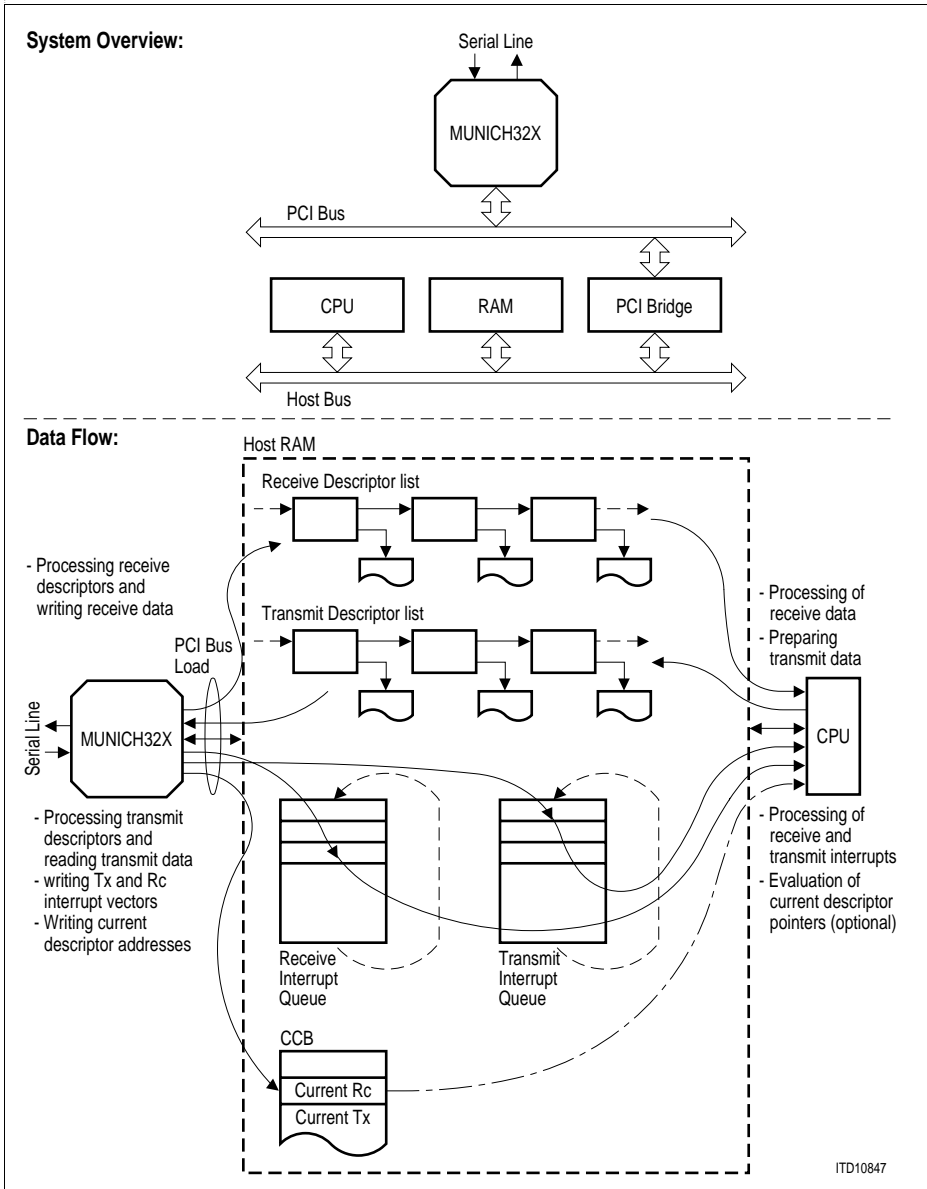 System Overview:
Serial Line
MUNICH32X
PCI Bus
CPU
RAM
PCI Bridge
Host Bus
Data Flow:
Host RAM
Receive Descriptor list
- Processing receive
descriptors and
writing receive data
- Processing of
receive data
- Preparing
transmit data
Transmit Descriptor list
PCI Bus
Load
Serial Line
MUNICH32X
CPU
- Processing transmit
descriptors and
reading transmit data
- writing Tx and Rc
interrupt vectors
- Writing current
descriptor addresses
- Processing of
receive and
transmit interrupts
- Evaluation of
current descriptor
pointers (optional)
Receive
Interrupt
Queue
Transmit
Interrupt
Queue
CCB
Current Rc
Current Tx
ITD10847